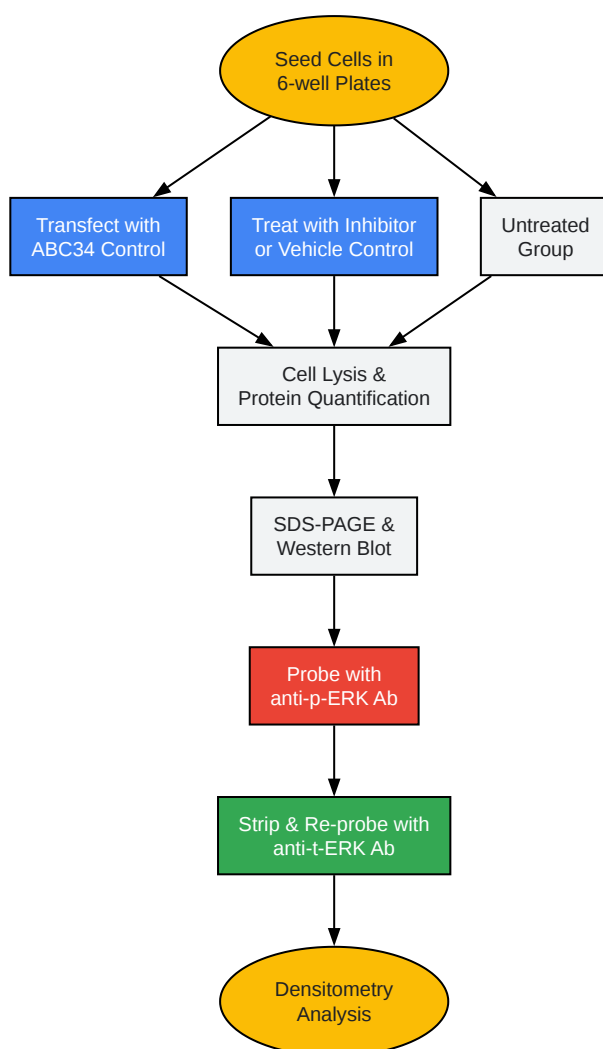 Seed Cells in
6-well Plates
Transfect with
ABC34 Control
Treat with Inhibitor
or Vehicle Control
Untreated
Group
Cell Lysis &
Protein Quantification
SDS-PAGE &
Western Blot
Probe with
anti-p-ERK Ab
Strip & Re-probe with
anti-t-ERK Ab
Densitometry
Analysis